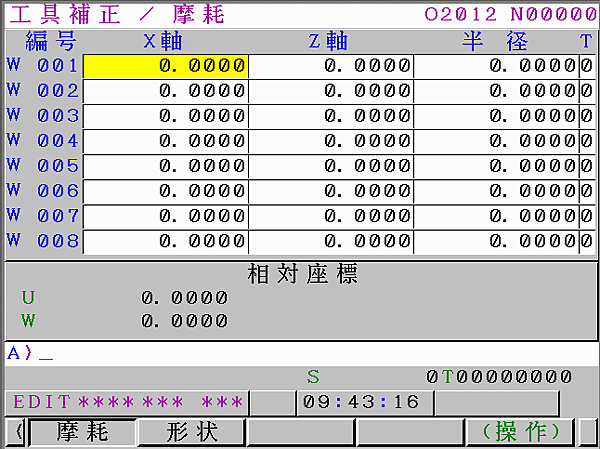 工具補正 / 摩耗 O2012 N00000
編号 X軸 Z軸 半径 T
W 001 0.0000 0.0000 0.0000 0
W 002 0.0000 0.0000 0.0000 0
W 003 0.0000 0.0000 0.0000 0
W 004 0.0000 0.0000 0.0000 0
W 005 0.0000 0.0000 0.0000 0
W 006 0.0000 0.0000 0.0000 0
W 007 0.0000 0.0000 0.0000 0
W 008 0.0000 0.0000 0.0000 0
相対座標
U 0.0000
W 0.0000
A)_
S 0T00000000
EDIT **** *** *** 09:43:16
( 摩耗 形状 (操作)